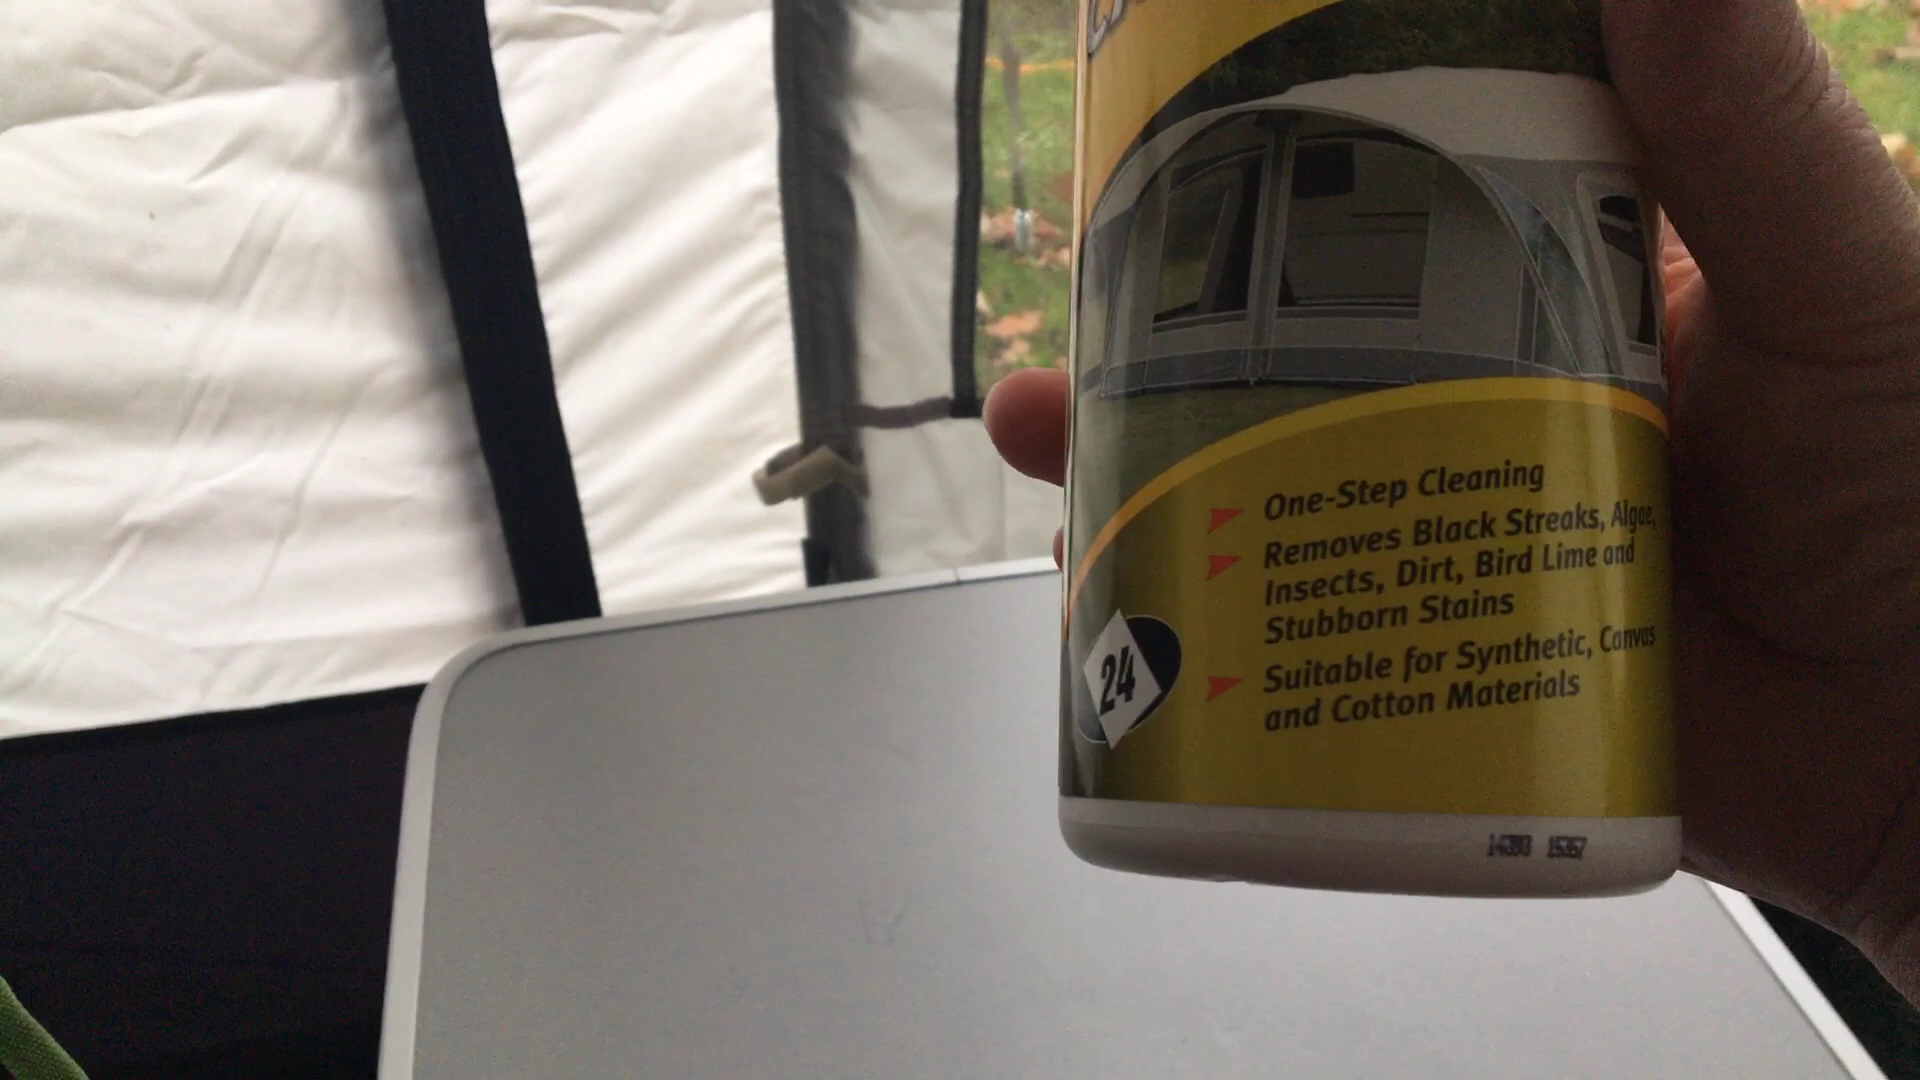 One-Step Cleaning
Removes Black Streaks, Algae,
Insects, Dirt, Bird Lime and
Stubborn Stains
Suitable for Synthetic, Canvas
and Cotton Materials
24